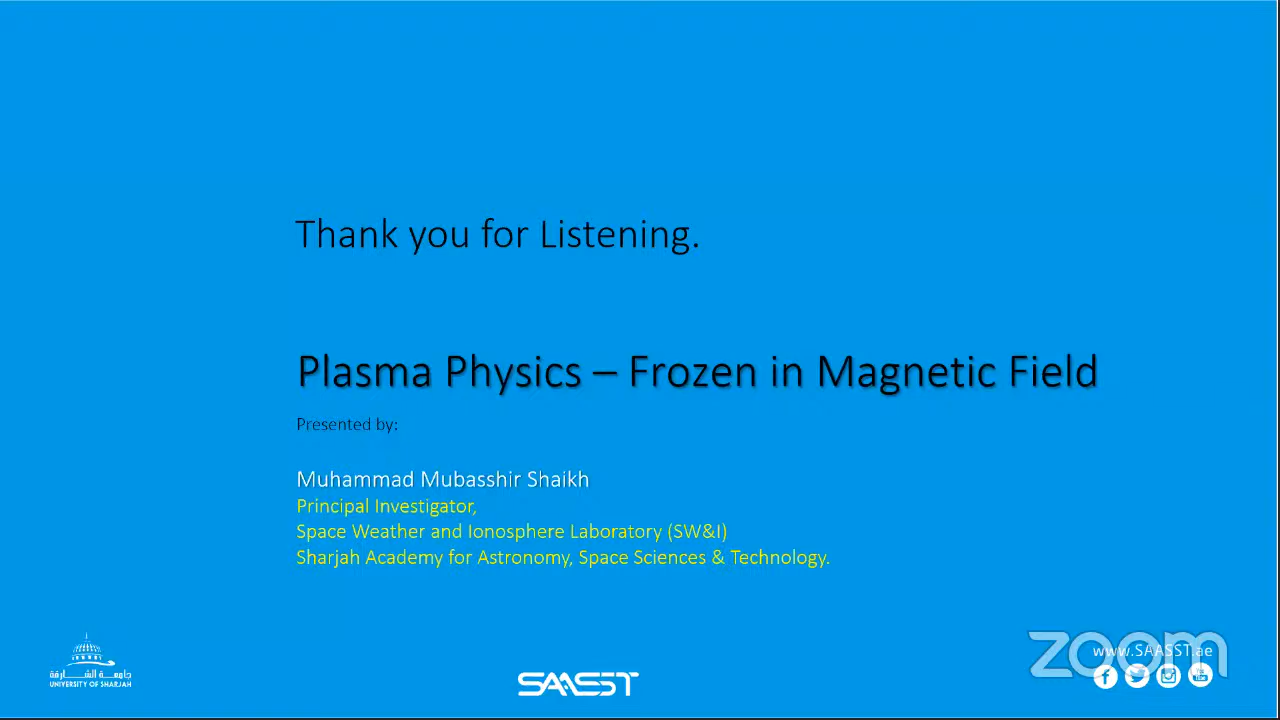 Thank you for Listening.
Plasma Physics – Frozen in Magnetic Field
Presented by:
Muhammad Mubasshir Shaikh
Principal Investigator,
Space Weather and Ionosphere Laboratory (SW&I)
Sharjah Academy for Astronomy, Space Sciences & Technology.
جامعة الشارقة
UNIVERSITY OF SHARJAH
SAASST
zoom
www.SAASST.ae